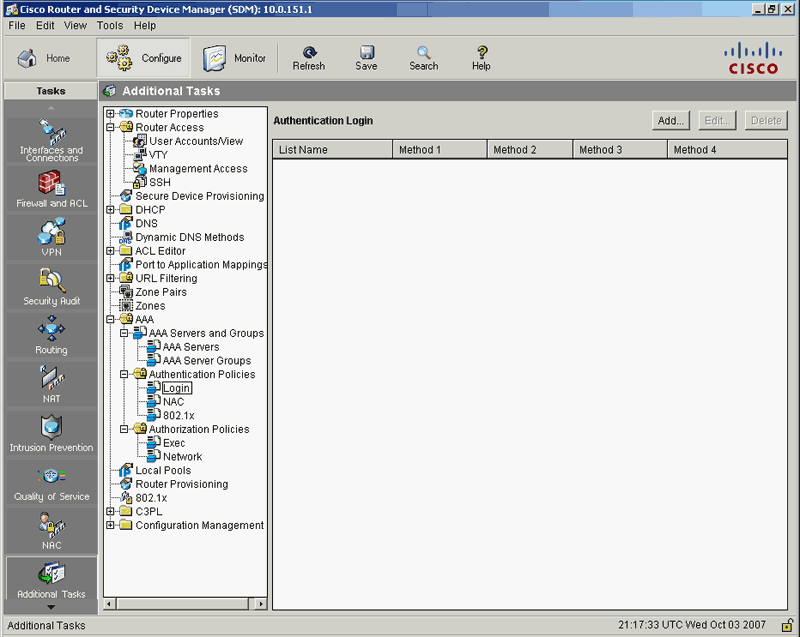 Cisco Router and Security Device Manager (SDM): 10.0.151.1
File Edit View Tools Help
Home
Configure
Monitor
Refresh
Save
Search
Help
CISCO
Tasks
Additional Tasks
Interfaces and
Connections
Firewall and ACL
VPN
Security Audit
Routing
NAT
Intrusion Prevention
Quality of Service
NAC
Additional Tasks
Router Properties
Router Access
User Accounts/View
VTY
Management Access
SSH
Secure Device Provisioning
DHCP
DNS
Dynamic DNS Methods
ACL Editor
Port to Application Mappings
URL Filtering
Zone Pairs
Zones
AAA
AAA Servers and Groups
AAA Servers
AAA Server Groups
Authentication Policies
Login
NAC
802.1x
Authorization Policies
Exec
Network
Local Pools
Router Provisioning
802.1x
C3PL
Configuration Management
Authentication Login
Add... Edit... Delete
List Name Method 1 Method 2 Method 3 Method 4
Additional Tasks
21:17:33 UTC Wed Oct 03 2007